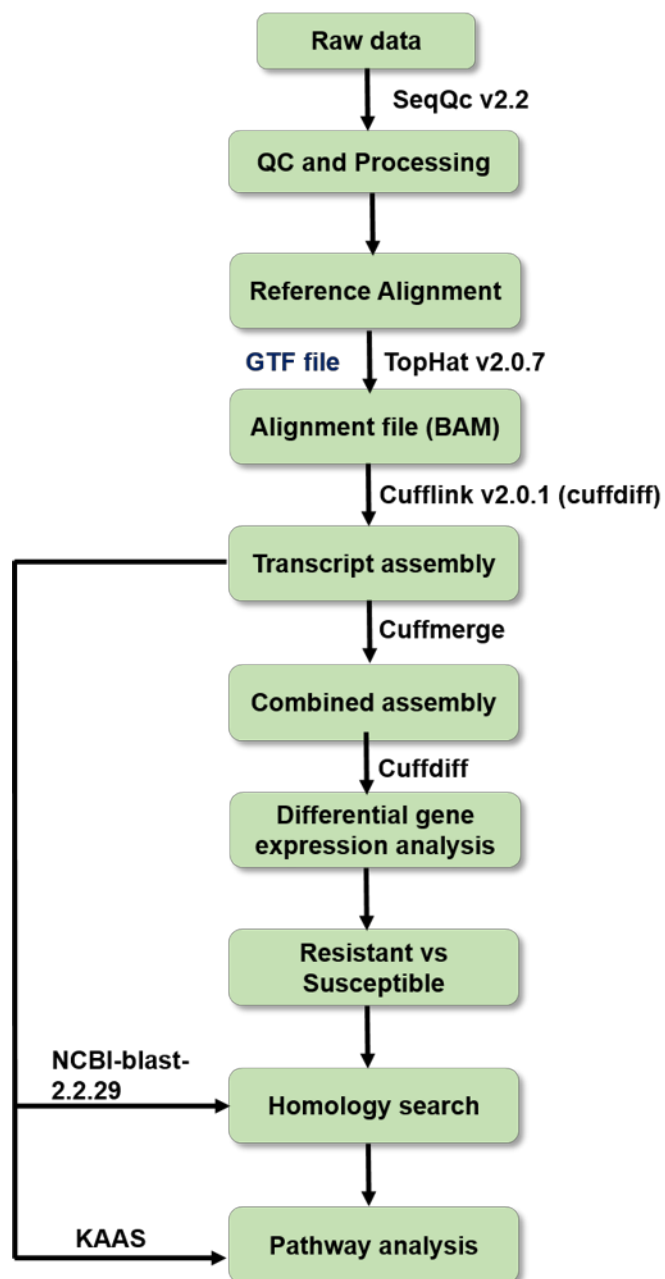 Raw data
SeqQc v2.2
QC and Processing
Reference Alignment
GTF file TopHat v2.0.7
Alignment file (BAM)
Cufflink v2.0.1 (cuffdiff)
Transcript assembly
Cuffmerge
Combined assembly
Cuffdiff
Differential gene
expression analysis
Resistant vs
Susceptible
NCBI-blast-
2.2.29
Homology search
KAAS
Pathway analysis